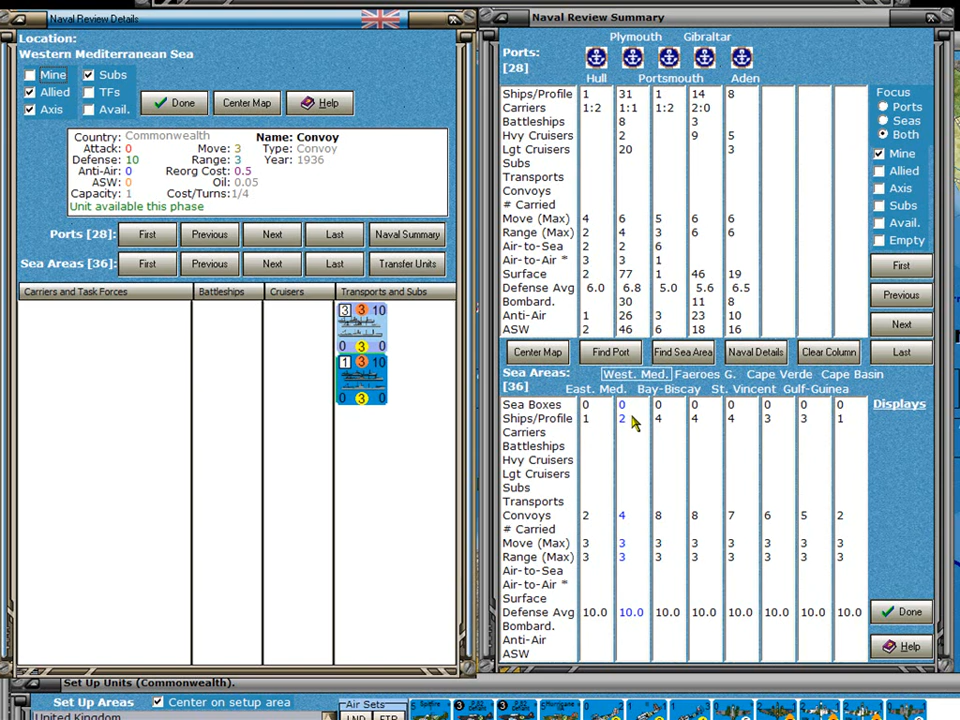 Naval Review Details
Location:
Western Mediterranean Sea
Mine Subs
Allied TFs
Axis Avail.
Done Center Map Help
Country: Commonwealth Name: Convoy
Attack: 0 Move: 3 Type: Convoy
Defense: 10 Range: 3 Year: 1936
Anti-Air: 0 Reorg Cost: 0.5
ASW: 0 Oil: 0.05
Capacity: 1 Cost/Turns: 1/4
Unit available this phase
Ports [28] First Previous Next Last Naval Summary
Sea Areas [36] First Previous Next Last Transfer Units
Carriers and Task Forces Battleships Cruisers Transports and Subs
3 3 10
0 3 0
1 3 10
0 3 0
Naval Review Summary
Plymouth Gibraltar
Ports:
[28]
Hull Portsmouth Aden
Ships/Profile 1 31 1 14 8
Carriers 1:2 1:1 1:2 2:0
Battleships 8 3
Hvy Cruisers 2 9 5
Lgt Cruisers 20 3
Subs
Transports
Convoys
# Carried
Move (Max) 4 6 5 6 6
Range (Max) 2 4 3 6 6
Air-to-Sea 2 2 6
Air-to-Air * 3 3 1
Surface 2 77 1 46 19
Defense Avg 6.0 6.8 5.0 5.6 6.5
Bombard. 30 11 8
Anti-Air 1 26 3 23 10
ASW 2 46 6 18 16
Focus
Ports
Seas
Both
Mine
Allied
Axis
Subs
Avail.
Empty
First
Previous
Next
Last
Center Map Find Port Find Sea Area Naval Details Clear Column
Sea Areas: West. Med. Faeroes G. Cape Verde Cape Basin
[36] East. Med. Bay-Biscay St. Vincent Gulf-Guinea
Sea Boxes 0 0 0 0 0 0 0 0
Ships/Profile 1 2 4 4 4 3 3 1
Carriers
Battleships
Hvy Cruisers
Lgt Cruisers
Subs
Transports
Convoys 2 4 8 8 7 6 5 2
# Carried
Move (Max) 3 3 3 3 3 3 3 3
Range (Max) 3 3 3 3 3 3 3 3
Air-to-Sea
Air-to-Air *
Surface
Defense Avg 10.0 10.0 10.0 10.0 10.0 10.0 10.0 10.0
Bombard.
Anti-Air
ASW
Displays
Done
Help
Set Up Units (Commonwealth).
Set Up Areas Center on setup area Air Sets
United Kingdom